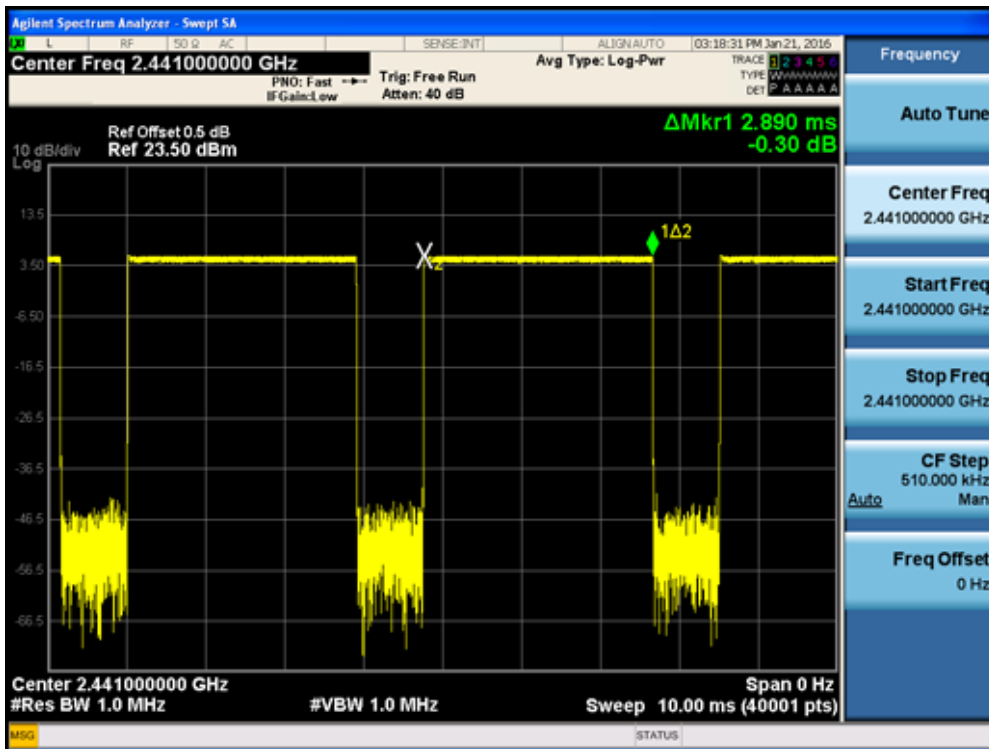 Agilent Spectrum Analyzer - Swept SA
L RF 50 Ω AC SENSE:INT ALIGN AUTO 03:18:31 PM Jan 21, 2016
Center Freq 2.441000000 GHz
PNO: Fast
IFGain:Low
Trig: Free Run
Atten: 40 dB
Avg Type: Log-Pwr
TRACE 1 2 3 4 5 6
TYPE W
DET P A A A A A
Ref Offset 0.5 dB
10 dB/div Ref 23.50 dBm
Log
ΔMkr1 2.890 ms
-0.30 dB
13.5
3.50
-6.50
-16.5
-26.5
-36.5
-46.5
-56.5
-66.5
X2
1Δ2
Center 2.441000000 GHz Span 0 Hz
#Res BW 1.0 MHz #VBW 1.0 MHz Sweep 10.00 ms (40001 pts)
MSG STATUS
Frequency
Auto Tune
Center Freq
2.441000000 GHz
Start Freq
2.441000000 GHz
Stop Freq
2.441000000 GHz
CF Step
510.000 kHz
Auto Man
Freq Offset
0 Hz